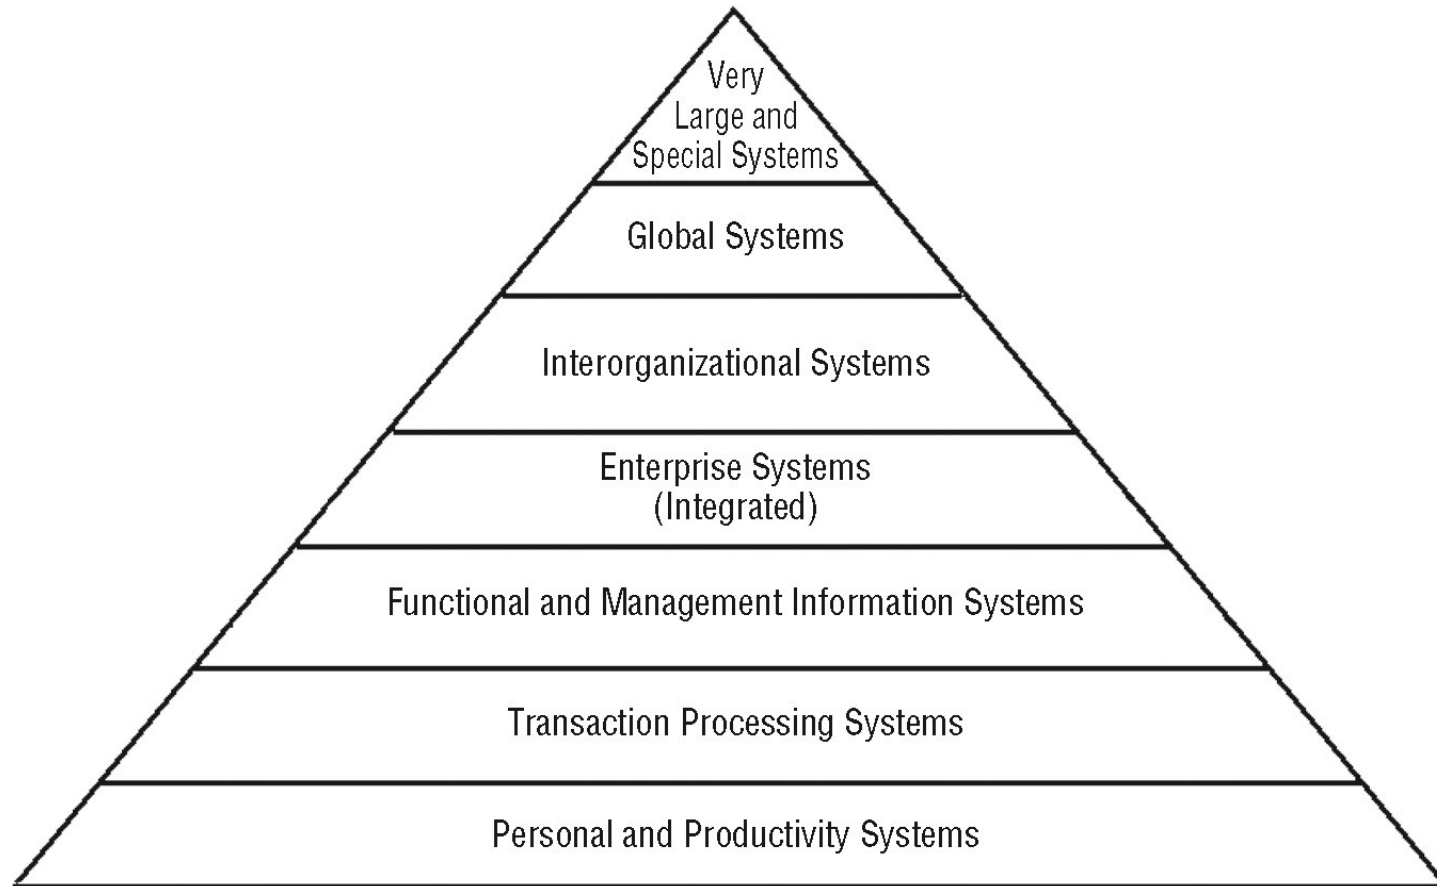 Very
Large and
Special Systems
Global Systems
Interorganizational Systems
Enterprise Systems
(Integrated)
Functional and Management Information Systems
Transaction Processing Systems
Personal and Productivity Systems